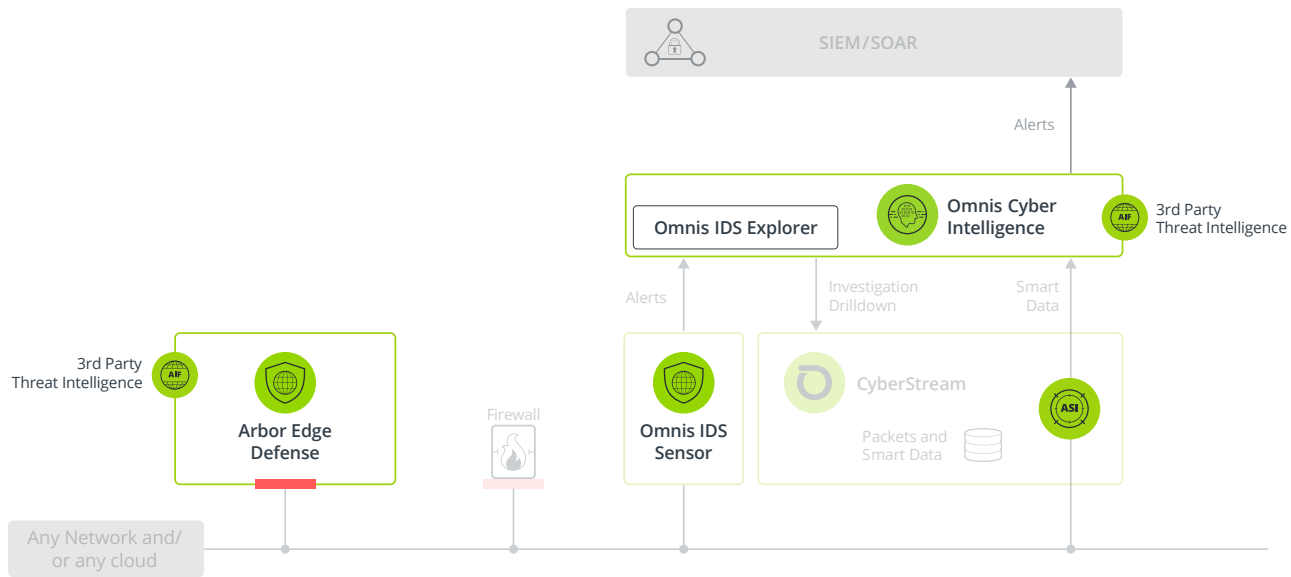 SIEM/SOAR
Alerts
Omnis IDS Explorer
Omnis Cyber
Intelligence
AIF
3rd Party
Threat Intelligence
Alerts
Investigation
Drilldown
Smart
Data
3rd Party
Threat Intelligence
AIF
Arbor Edge
Defense
Firewall
Omnis IDS
Sensor
CyberStream
Packets and
Smart Data
ASI
Any Network and/
or any cloud